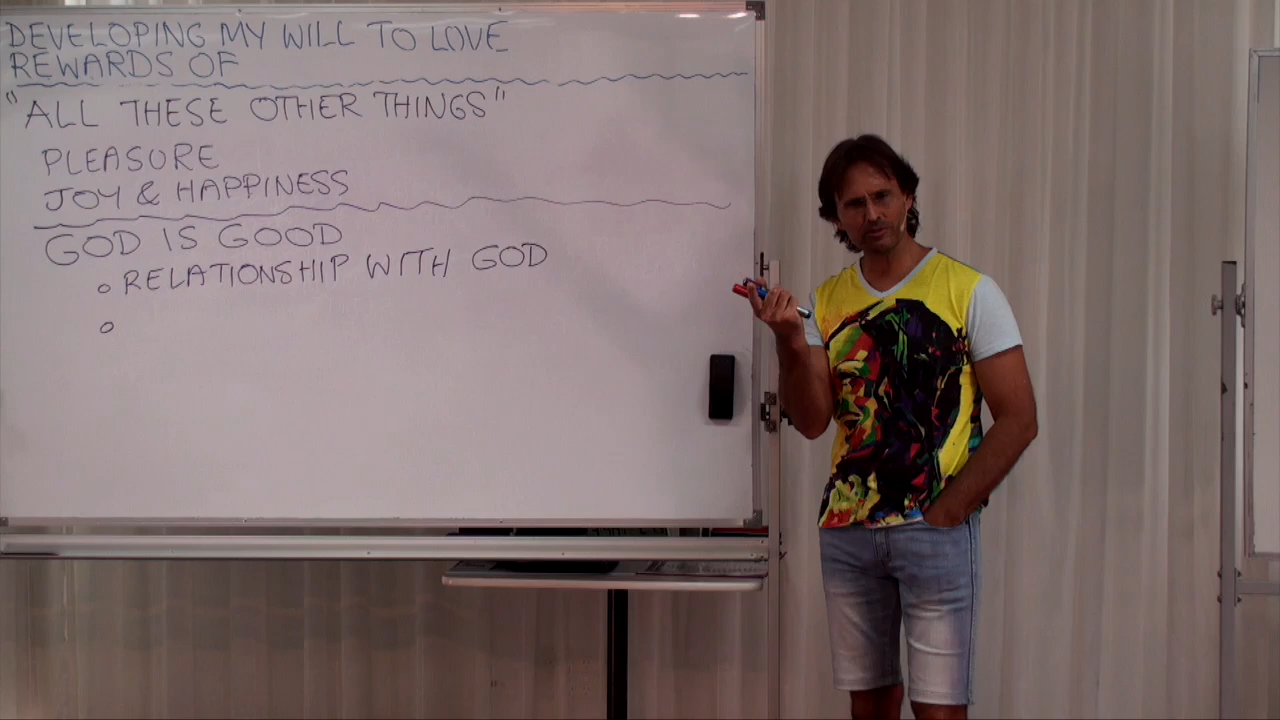 DEVELOPING MY WILL TO LOVE
REWARDS OF
"ALL THESE OTHER THINGS"
PLEASURE
JOY & HAPPINESS
GOD IS GOOD
o RELATIONSHIP WITH GOD
o